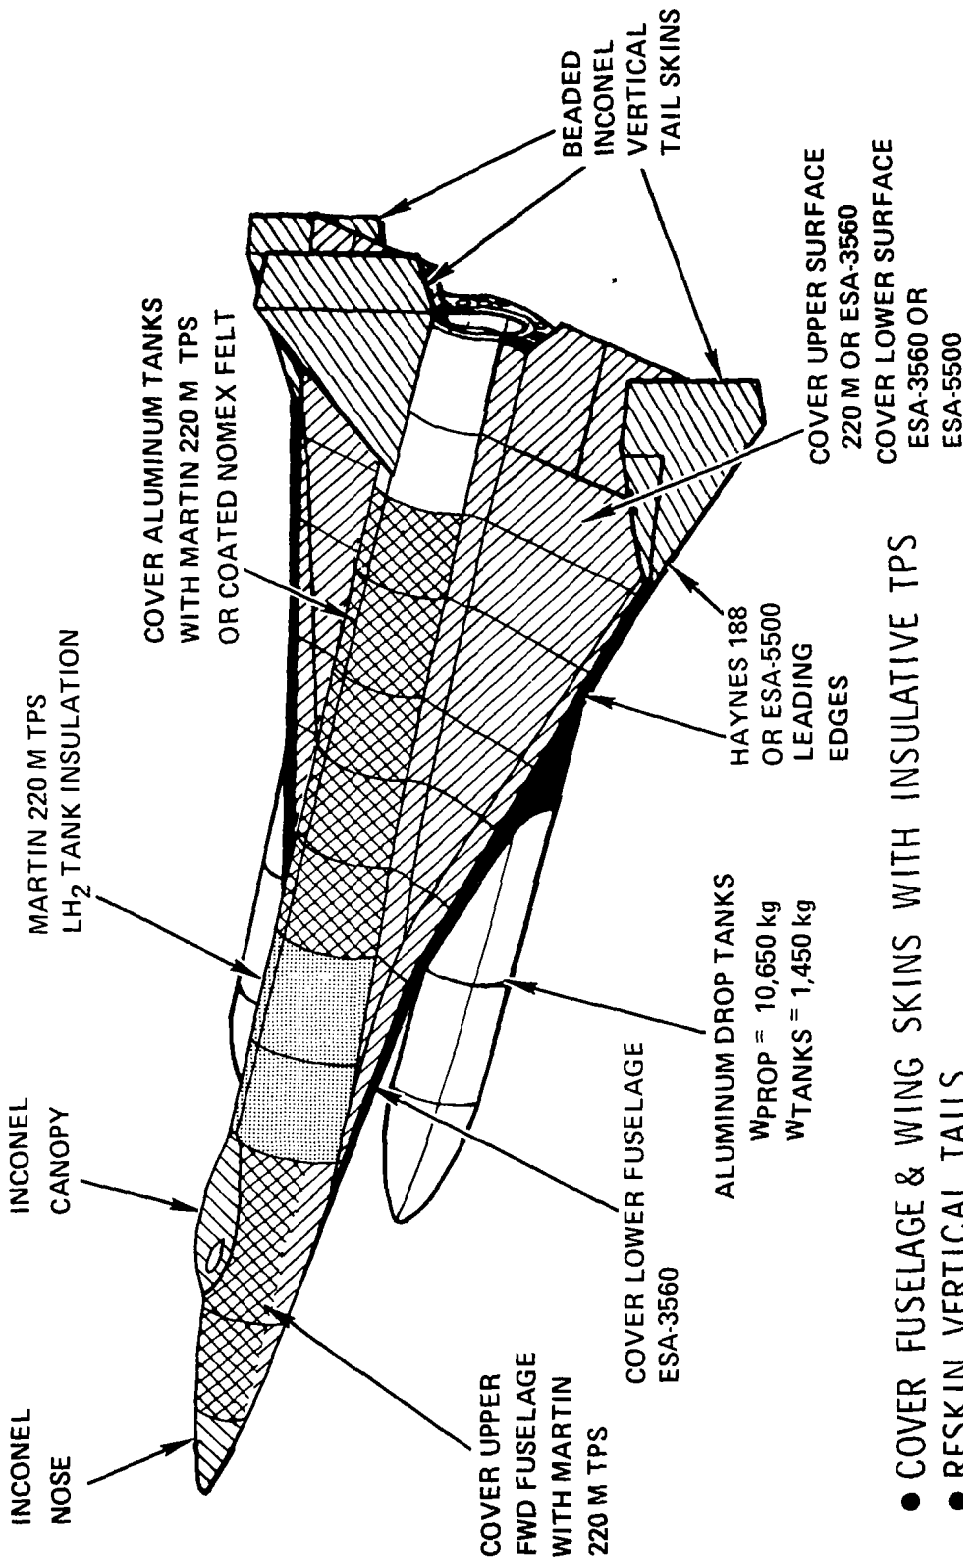 INCONEL
NOSE
INCONEL
CANOPY
MARTIN 220 M TPS
LH2 TANK INSULATION
COVER ALUMINUM TANKS
WITH MARTIN 220 M TPS
OR COATED NOMEX FELT
BEADED
INCONEL
VERTICAL
TAIL SKINS
COVER UPPER
FWD FUSELAGE
WITH MARTIN
220 M TPS
COVER LOWER FUSELAGE
ESA-3560
ALUMINUM DROP TANKS
WPROP = 10,650 kg
WTANKS = 1,450 kg
HAYNES 188
OR ESA-5500
LEADING
EDGES
COVER UPPER SURFACE
220 M OR ESA-3560
COVER LOWER SURFACE
ESA-3560 OR
ESA-5500
● COVER FUSELAGE & WING SKINS WITH INSULATIVE TPS
● RESKIN VERTICAL TAILS